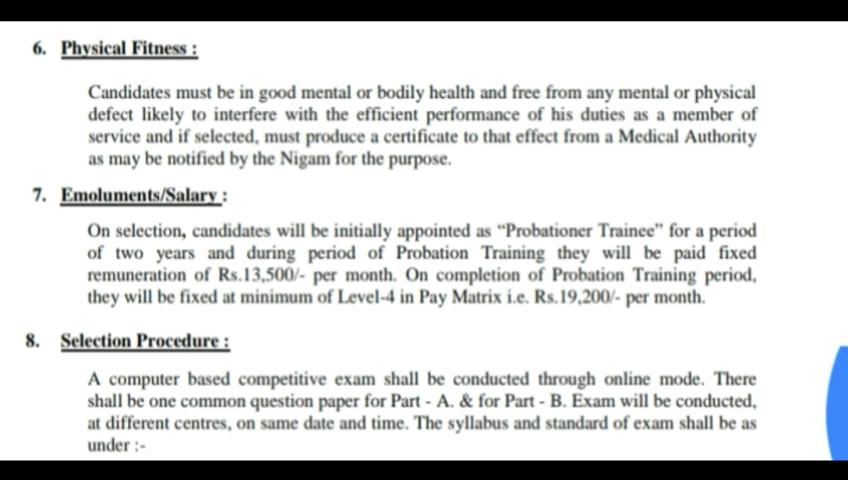 6. Physical Fitness :
Candidates must be in good mental or bodily health and free from any mental or physical
defect likely to interfere with the efficient performance of his duties as a member of
service and if selected, must produce a certificate to that effect from a Medical Authority
as may be notified by the Nigam for the purpose.
7. Emoluments/Salary :
On selection, candidates will be initially appointed as “Probationer Trainee” for a period
of two years and during period of Probation Training they will be paid fixed
remuneration of Rs.13,500/- per month. On completion of Probation Training period,
they will be fixed at minimum of Level-4 in Pay Matrix i.e. Rs.19,200/- per month.
8. Selection Procedure :
A computer based competitive exam shall be conducted through online mode. There
shall be one common question paper for Part - A. & for Part - B. Exam will be conducted,
at different centres, on same date and time. The syllabus and standard of exam shall be as
under :-